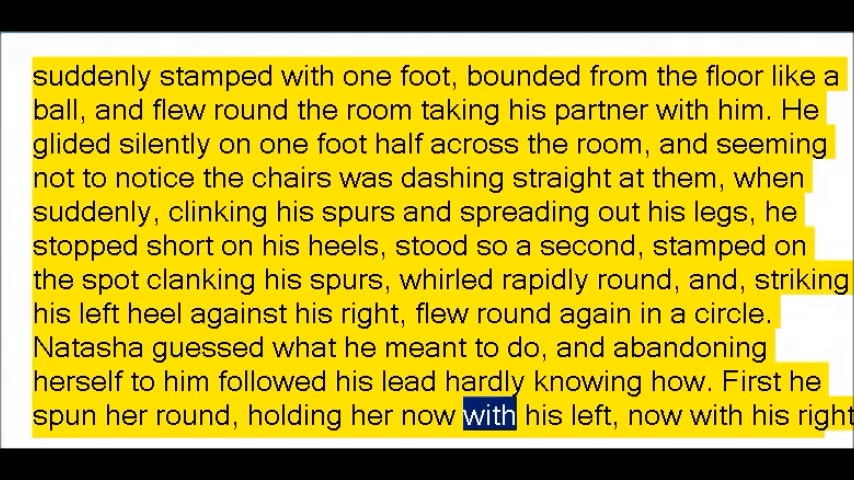 suddenly stamped with one foot, bounded from the floor like a
ball, and flew round the room taking his partner with him. He
glided silently on one foot half across the room, and seeming
not to notice the chairs was dashing straight at them, when
suddenly, clinking his spurs and spreading out his legs, he
stopped short on his heels, stood so a second, stamped on
the spot clanking his spurs, whirled rapidly round, and, striking
his left heel against his right, flew round again in a circle.
Natasha guessed what he meant to do, and abandoning
herself to him followed his lead hardly knowing how. First he
spun her round, holding her now with his left, now with his right